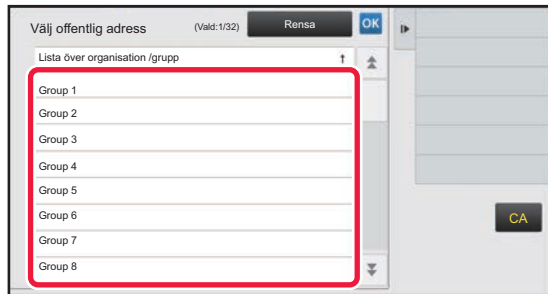 Välj offentlig adress (Vald:1/32) Rensa OK
Lista över organisation /grupp
Group 1
Group 2
Group 3
Group 4
Group 5
Group 6
CA
Group 7
Group 8